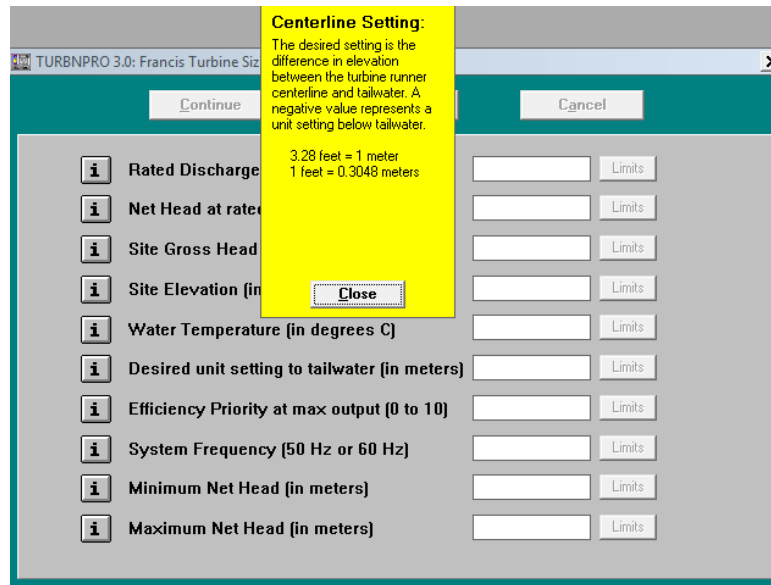 Centerline Setting:
The desired setting is the
difference in elevation
between the turbine runner
centerline and tailwater. A
negative value represents a
unit setting below tailwater.
3.28 feet = 1 meter
1 feet = 0.3048 meters
Close
TURBNPRO 3.0: Francis Turbine Siz
Continue
Cancel
i Rated Discharge Limits
i Net Head at rated Limits
i Site Gross Head Limits
i Site Elevation (in Limits
i Water Temperature (in degrees C) Limits
i Desired unit setting to tailwater (in meters) Limits
i Efficiency Priority at max output (0 to 10) Limits
i System Frequency (50 Hz or 60 Hz) Limits
i Minimum Net Head (in meters) Limits
i Maximum Net Head (in meters) Limits